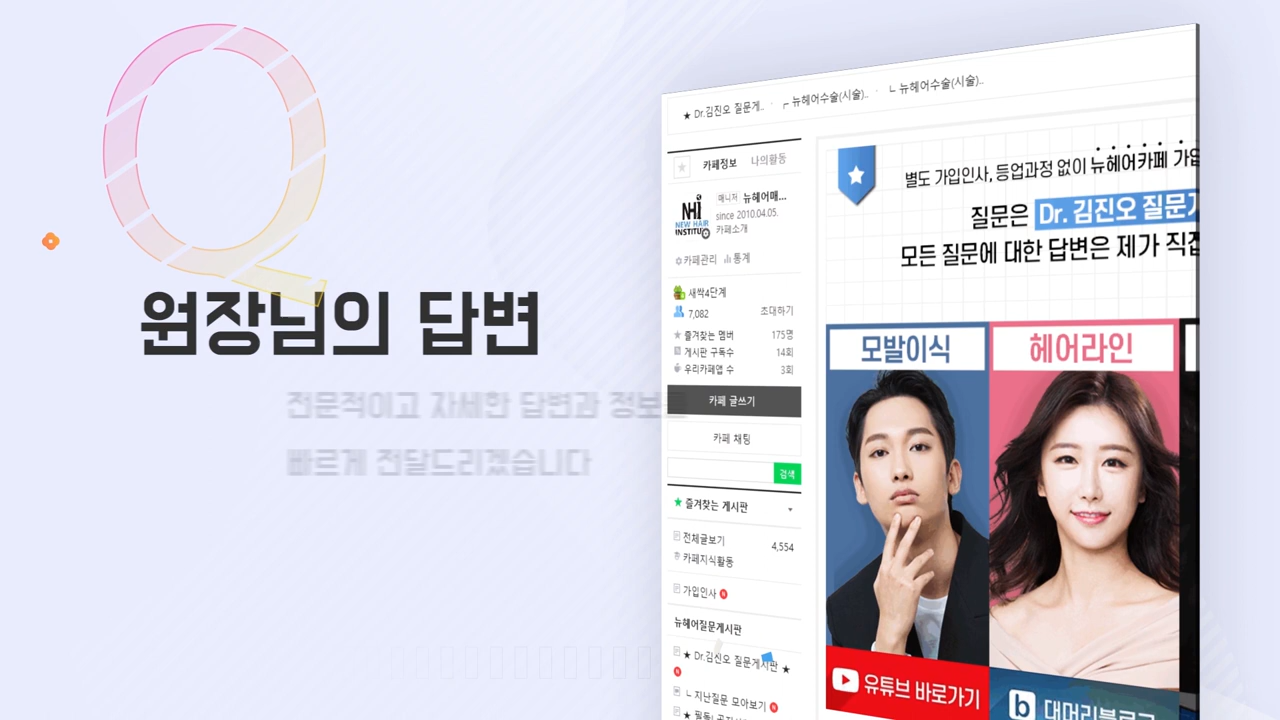 Q
원장님의 답변
전문적이고 자세한 답변과 정보를
빠르게 전달드리겠습니다
★ Dr.김진오 질문게.. · ┌ 뉴헤어수술(시술).. · ㄴ 뉴헤어수술(시술)..
카페정보 나의활동
NHI
NEW HAIR
INSTITU
매니저 뉴헤어매...
since 2010.04.05.
카페소개
카페관리 통계
새싹4단계
7,082 초대하기
즐겨찾는 멤버 175명
게시판 구독수 14회
우리카페앱 수 3회
카페 글쓰기
카페 채팅
검색
★ 즐겨찾는 게시판
전체글보기 4,554
카페지식활동
가입인사 N
뉴헤어질문게시판
★ Dr.김진오 질문게시판 ★
N
ㄴ 지난질문 모아보기 N
별도 가입인사, 등업과정 없이 뉴헤어카페 가입
질문은 Dr. 김진오 질문
모든 질문에 대한 답변은 제가 직접
모발이식
헤어라인
유튜브 바로가기
b